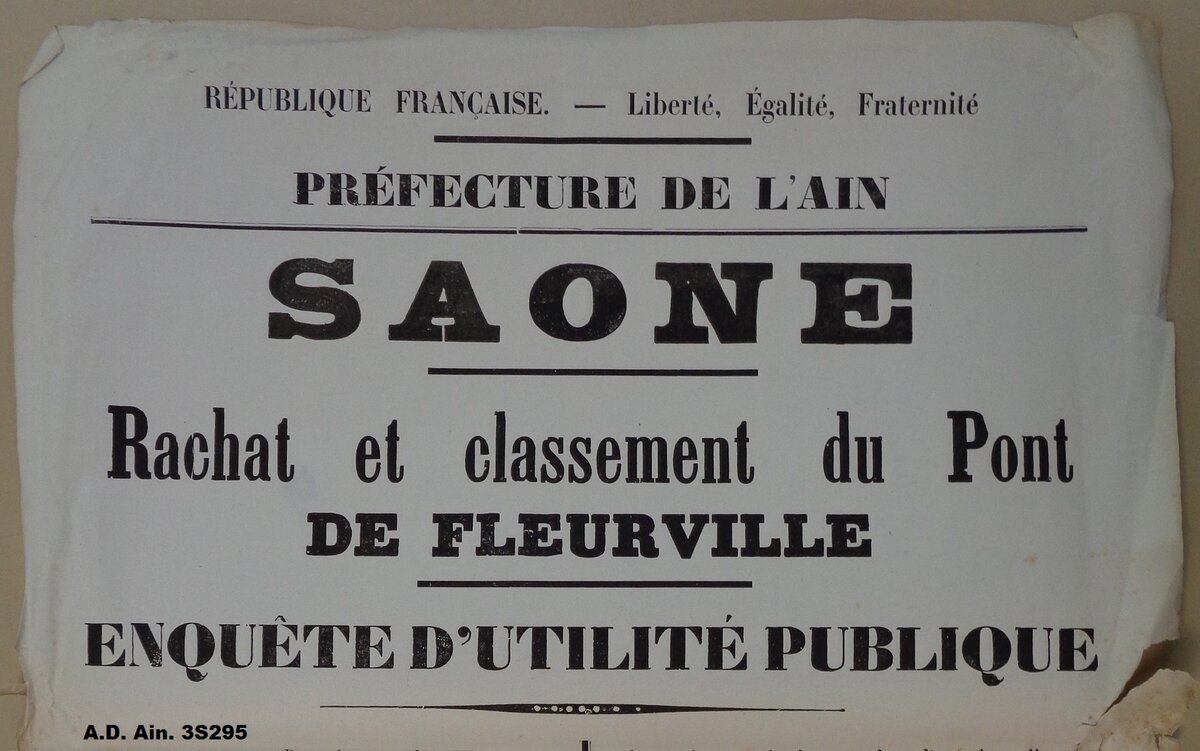 RÉPUBLIQUE FRANÇAISE. — Liberté, Égalité, Fraternité
PRÉFECTURE DE L'AIN
SAONE
Rachat et classement du Pont
DE FLEURVILLE
ENQUÊTE D'UTILITÉ PUBLIQUE
A.D. Ain. 3S295